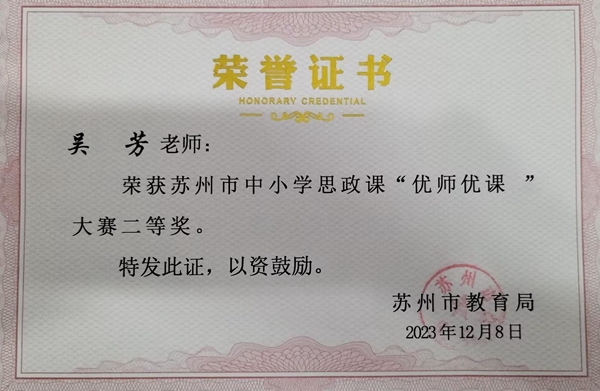 荣誉证书
HONORARY CREDENTIAL
吴 芳 老师：
荣获苏州市中小学思政课“优师优课 ”
大赛二等奖。
特发此证，以资鼓励。
苏州市教育局
2023年12月8日